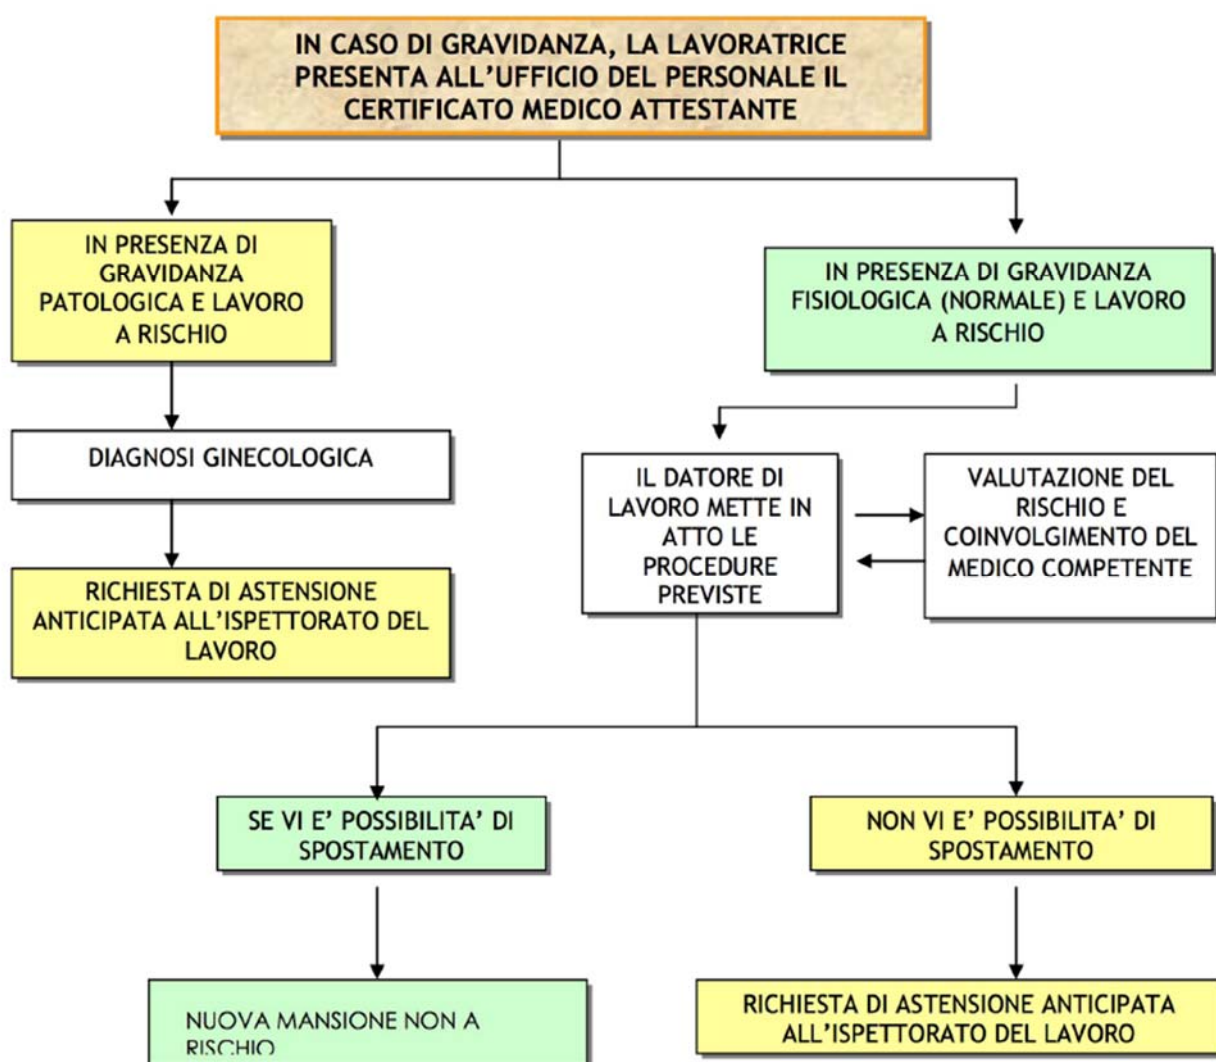 IN CASO DI GRAVIDANZA, LA LAVORATRICE
PRESENTA ALL'UFFICIO DEL PERSONALE IL
CERTIFICATO MEDICO ATTESTANTE
IN PRESENZA DI
GRAVIDANZA
PATOLOGICA E LAVORO
A RISCHIO
IN PRESENZA DI GRAVIDANZA
FISIOLOGICA (NORMALE) E LAVORO
A RISCHIO
DIAGNOSI GINECOLOGICA
IL DATORE DI
LAVORO METTE IN
ATTO LE
PROCEDURE
PREVISTE
VALUTAZIONE DEL
RISCHIO E
COINVOLGIMENTO DEL
MEDICO COMPETENTE
RICHIESTA DI ASTENSIONE
ANTICIPATA ALL'ISPETTORATO DEL
LAVORO
SE VI E' POSSIBILITA' DI
SPOSTAMENTO
NON VI E' POSSIBILITA' DI
SPOSTAMENTO
NUOVA MANSIONE NON A
RISCHIO
RICHIESTA DI ASTENSIONE ANTICIPATA
ALL'ISPETTORATO DEL LAVORO